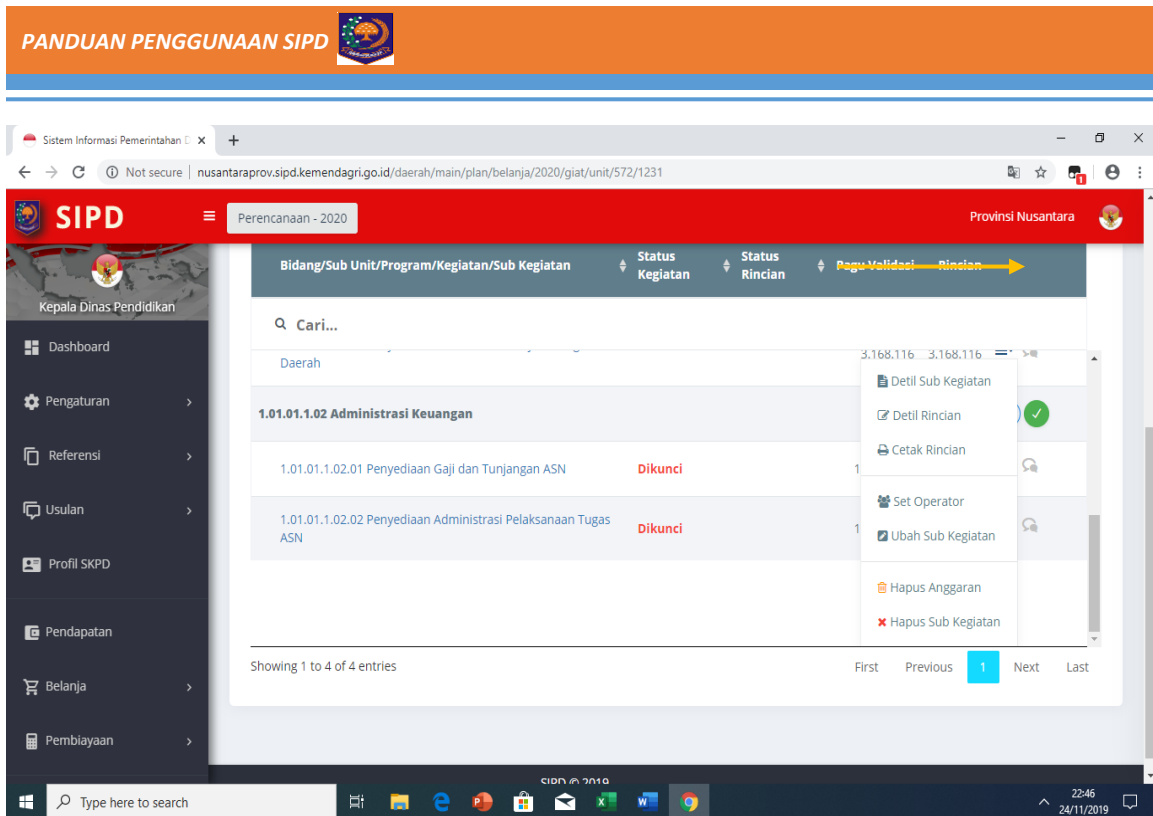 PANDUAN PENGGUNAAN SIPD
Sistem Informasi Pemerintahan D
Not secure | nusantaraprov.sipd.kemendagri.go.id/daerah/main/plan/belanja/2020/giat/unit/572/1231
1
SIPD
Perencanaan - 2020
Provinsi Nusantara
Kepala Dinas Pendidikan
Dashboard
Pengaturan
Referensi
Usulan
Profil SKPD
Pendapatan
Belanja
Pembiayaan
Bidang/Sub Unit/Program/Kegiatan/Sub Kegiatan
Status Kegiatan
Status Rincian
Pagu Validasi
Rincian
Cari...
Daerah
3.168.116 3.168.116
1.01.01.1.02 Administrasi Keuangan
1.01.01.1.02.01 Penyediaan Gaji dan Tunjangan ASN
Dikunci
1
1.01.01.1.02.02 Penyediaan Administrasi Pelaksanaan Tugas
ASN
Dikunci
1
Detil Sub Kegiatan
Detil Rincian
Cetak Rincian
Set Operator
Ubah Sub Kegiatan
Hapus Anggaran
Hapus Sub Kegiatan
Showing 1 to 4 of 4 entries
First Previous 1 Next Last
SIPD © 2019
Type here to search
22:46
24/11/2019